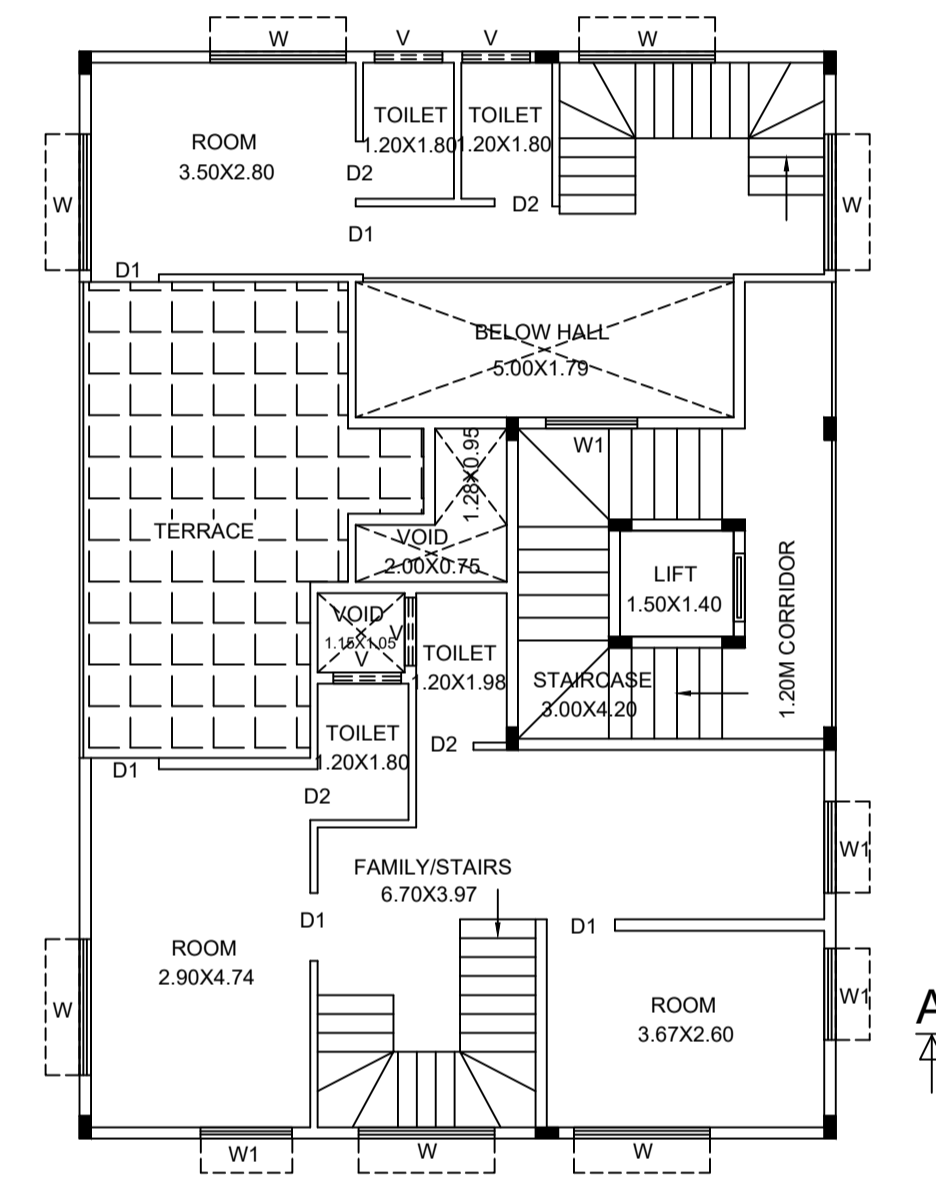 W
V
V
W
ROOM
3.50X2.80
TOILET
1.20X1.80
TOILET
1.20X1.80
D2
D2
W
W
D1
D1
BELOW HALL
5.00X1.79
W1
1.28X0.95
TERRACE
VOID
2.00X0.75
LIFT
1.50X1.40
1.20M CORRIDOR
VOID
1.15X1.05
V
V
TOILET
1.20X1.98
STAIRCASE
3.00X4.20
TOILET
1.20X1.80
D2
D1
D2
W1
FAMILY/STAIRS
6.70X3.97
D1
D1
ROOM
2.90X4.74
W
ROOM
3.67X2.60
W1
A
W1
W
W